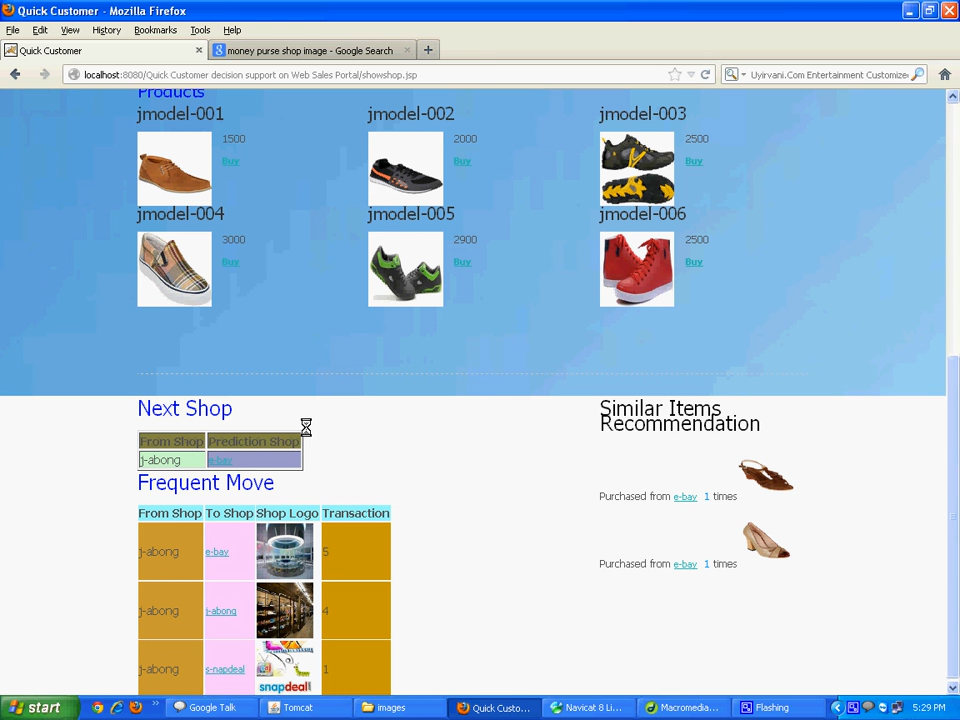 Quick Customer - Mozilla Firefox
File Edit View History Bookmarks Tools Help
Quick Customer
money purse shop image - Google Search
localhost:8080/Quick Customer decision support on Web Sales Portal/showshop.jsp
Uyirvani.Com Entertainment Customize
Products
jmodel-001 jmodel-002 jmodel-003
1500 2000 2500
Buy Buy Buy
jmodel-004 jmodel-005 jmodel-006
3000 2900 2500
Buy Buy Buy
Next Shop
Similar Items
Recommendation
From Shop Prediction Shop
j-abong e-bay
Frequent Move
Purchased from e-bay 1 times
From Shop To Shop Shop Logo Transaction
j-abong e-bay 5
Purchased from e-bay 1 times
j-abong j-abong 4
j-abong s-snapdeal 1
snapdeal
start
Google Talk
Tomcat
images
Quick Custo...
Navicat 8 Li...
Macromedia...
Flashing
5:29 PM